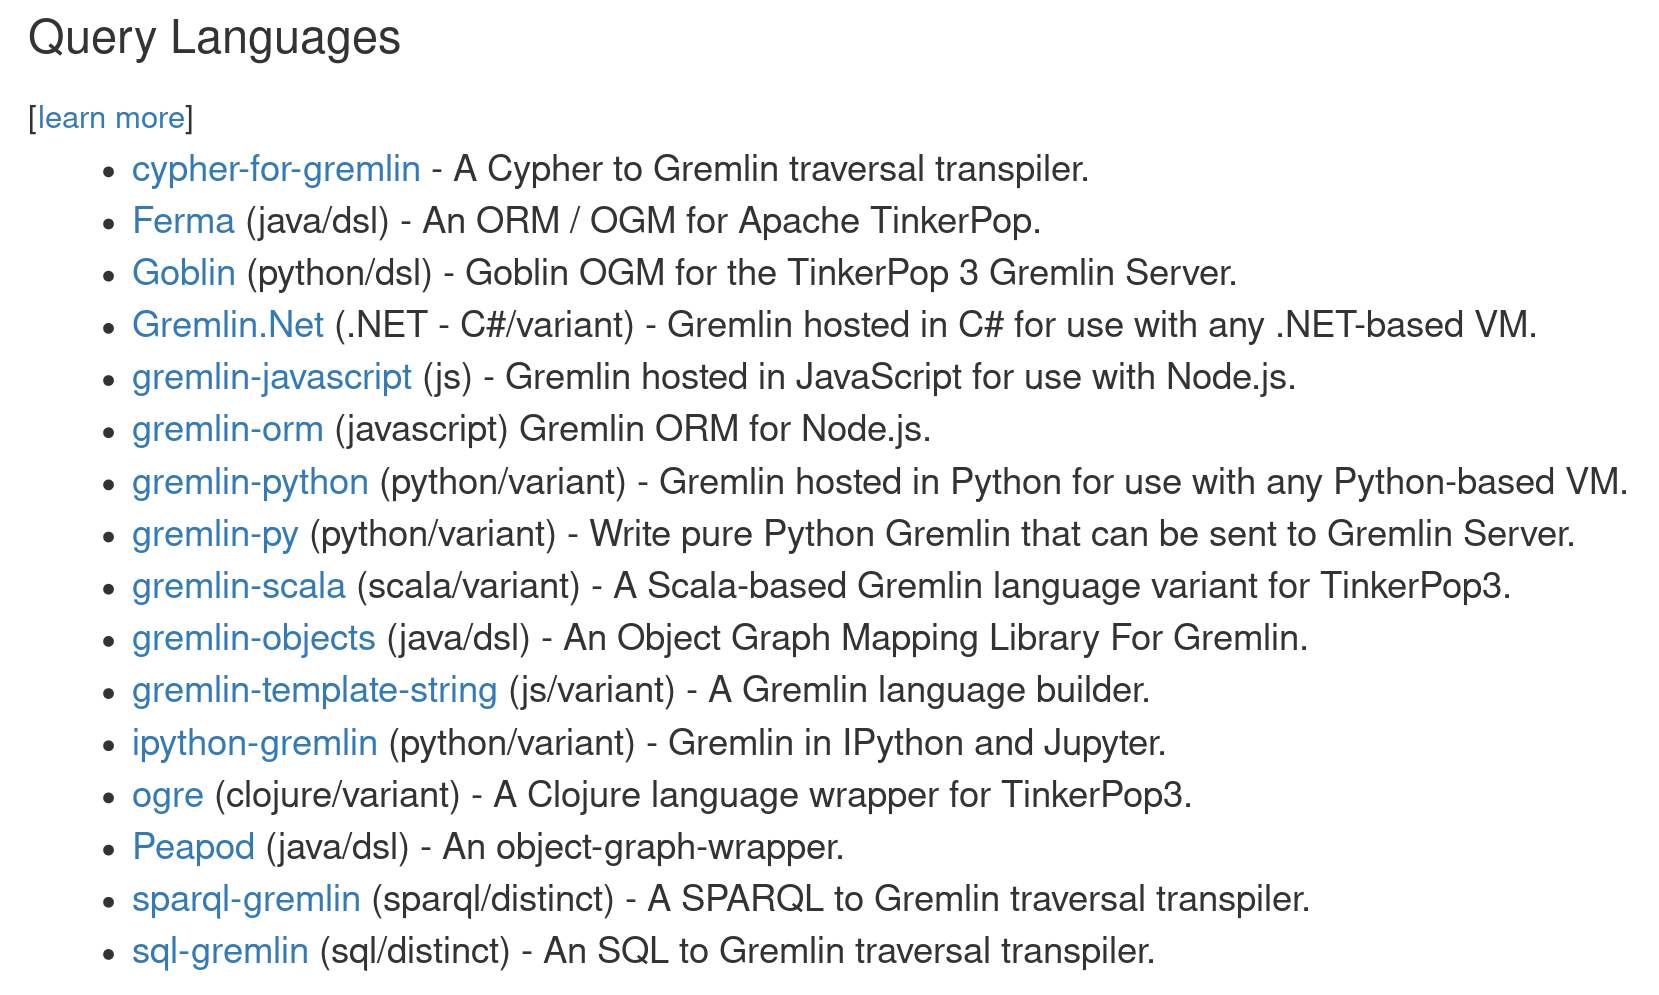 Query Languages
[learn more]
• cypher-for-gremlin - A Cypher to Gremlin traversal transpiler.
• Ferma (java/dsl) - An ORM / OGM for Apache TinkerPop.
• Goblin (python/dsl) - Goblin OGM for the TinkerPop 3 Gremlin Server.
• Gremlin.Net (.NET - C#/variant) - Gremlin hosted in C# for use with any .NET-based VM.
• gremlin-javascript (js) - Gremlin hosted in JavaScript for use with Node.js.
• gremlin-orm (javascript) Gremlin ORM for Node.js.
• gremlin-python (python/variant) - Gremlin hosted in Python for use with any Python-based VM.
• gremlin-py (python/variant) - Write pure Python Gremlin that can be sent to Gremlin Server.
• gremlin-scala (scala/variant) - A Scala-based Gremlin language variant for TinkerPop3.
• gremlin-objects (java/dsl) - An Object Graph Mapping Library For Gremlin.
• gremlin-template-string (js/variant) - A Gremlin language builder.
• ipython-gremlin (python/variant) - Gremlin in IPython and Jupyter.
• ogre (clojure/variant) - A Clojure language wrapper for TinkerPop3.
• Peapod (java/dsl) - An object-graph-wrapper.
• sparql-gremlin (sparql/distinct) - A SPARQL to Gremlin traversal transpiler.
• sql-gremlin (sql/distinct) - An SQL to Gremlin traversal transpiler.